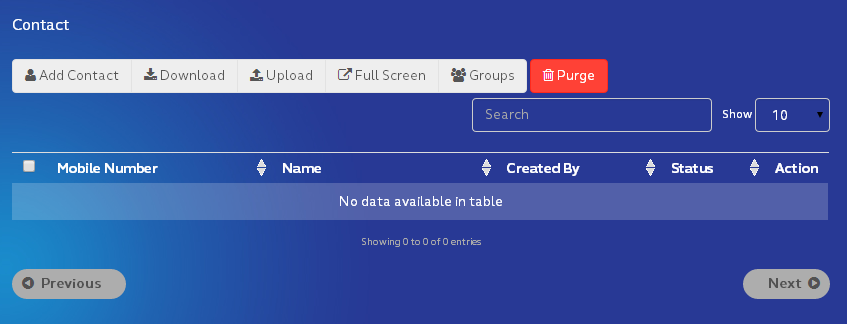 Contact
Add Contact Download Upload Full Screen Groups Purge
Search Show 10
Mobile Number Name Created By Status Action
No data available in table
Showing 0 to 0 of 0 entries
Previous Next